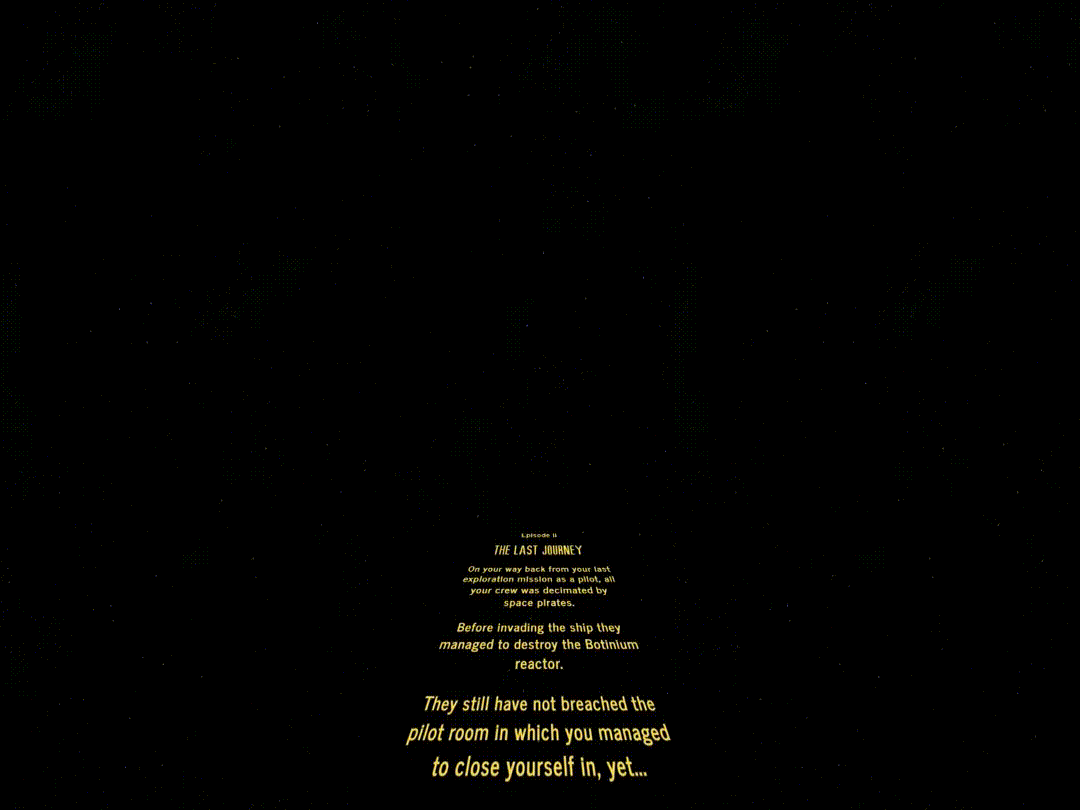 Episode II
THE LAST JOURNEY
On your way back from your last
exploration mission as a pilot, all
your crew was decimated by
space pirates.
Before invading the ship they
managed to destroy the Botinium
reactor.
They still have not breached the
pilot room in which you managed
to close yourself in, yet...